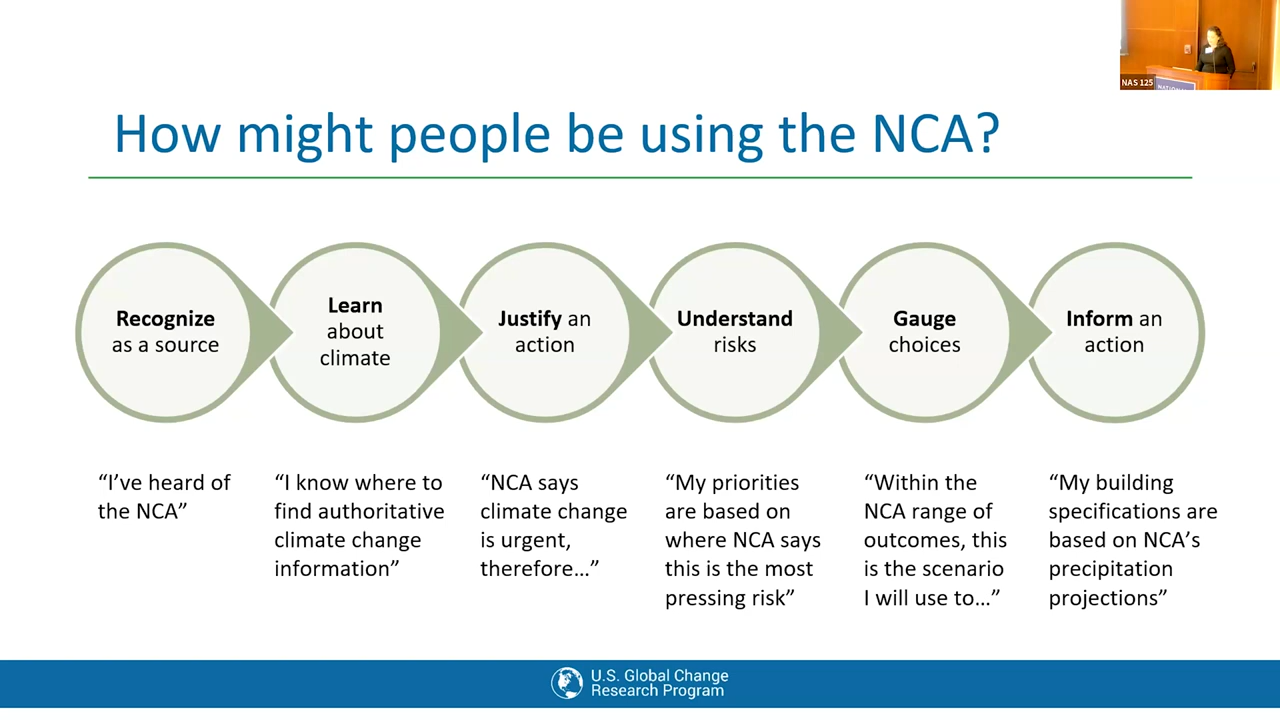 NAS 125
NATIONAL
How might people be using the NCA?
Recognize
as a source
Learn
about
climate
Justify an
action
Understand
risks
Gauge
choices
Inform an
action
“I’ve heard of
the NCA”
“I know where to
find authoritative
climate change
information”
“NCA says
climate change
is urgent,
therefore…”
“My priorities
are based on
where NCA says
this is the most
pressing risk”
“Within the
NCA range of
outcomes, this
is the scenario
I will use to…”
“My building
specifications are
based on NCA’s
precipitation
projections”
U.S. Global Change
Research Program